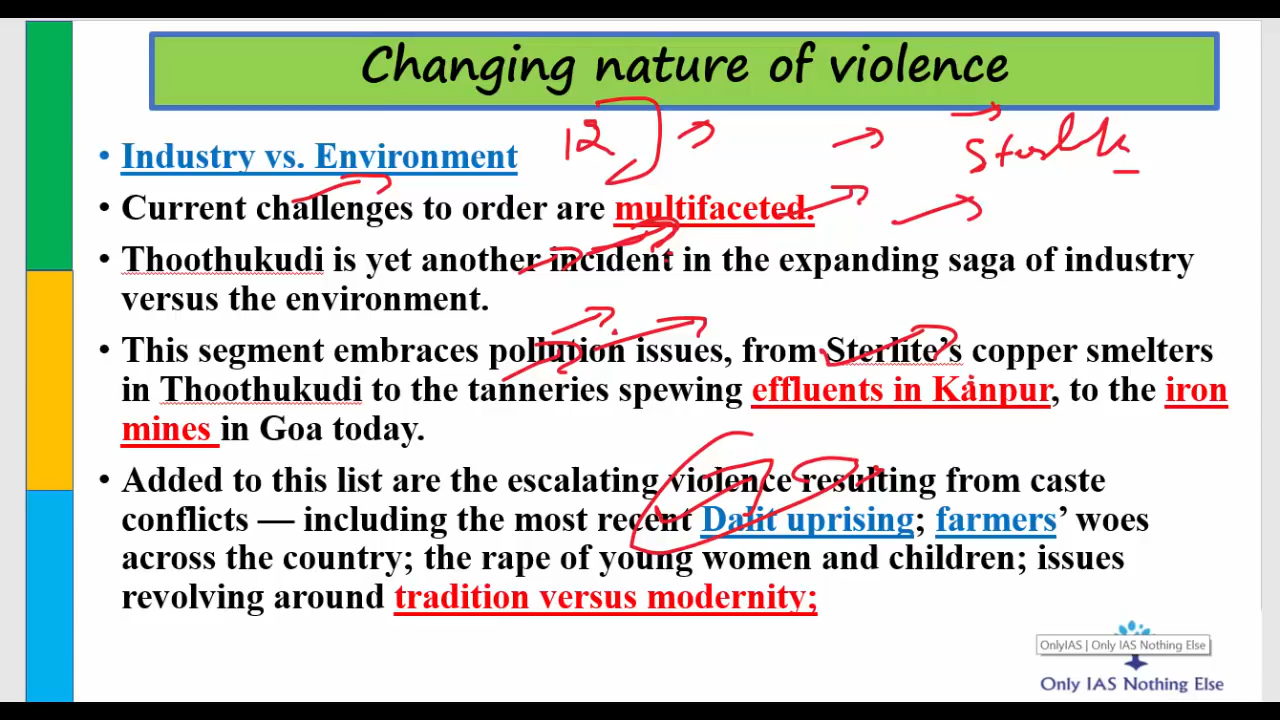 Changing nature of violence
12
Sterlite
• Industry vs. Environment
• Current challenges to order are multifaceted.
• Thoothukudi is yet another incident in the expanding saga of industry
versus the environment.
• This segment embraces pollution issues, from Sterlite’s copper smelters
in Thoothukudi to the tanneries spewing effluents in Kanpur, to the iron
mines in Goa today.
• Added to this list are the escalating violence resulting from caste
conflicts — including the most recent Dalit uprising; farmers’ woes
across the country; the rape of young women and children; issues
revolving around tradition versus modernity;
OnlyIAS | Only IAS Nothing Else
Only IAS Nothing Else